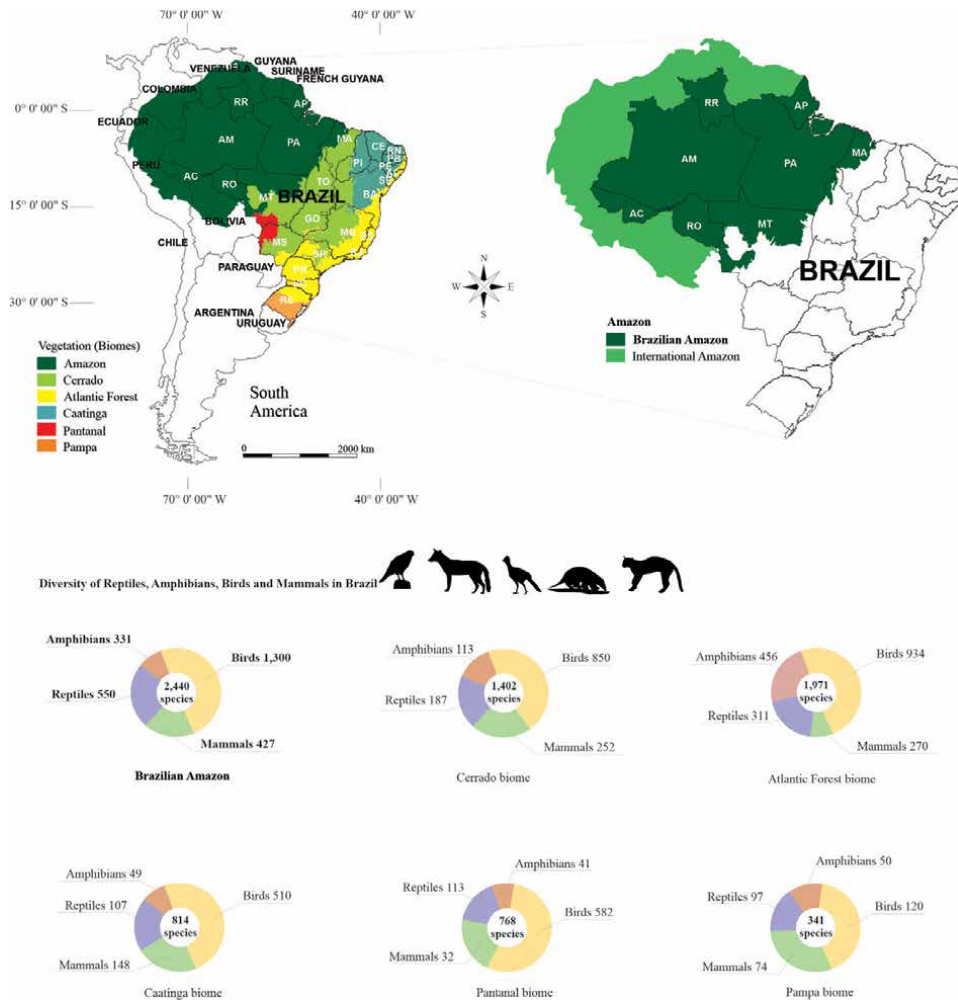 70° 0' 00" W
40° 0' 00" W
GUYANA
VENEZUELA
SURINAME
FRENCH GUYANA
COLOMBIA
RR
AP
0° 0' 00" S
ECUADOR
AM
PA
MA
CE
RN
PB
PI
PE
PERU
AC
RO
TO
BA
MT
BRAZIL
15° 0' 00" S
BOLIVIA
GO
MG
CHILE
MS
SP
PARAGUAY
PR
30° 0' 00" S
RS
ARGENTINA
URUGUAY
Vegetation (Biomes)
Amazon
Cerrado
Atlantic Forest
Caatinga
Pantanal
Pampa
South
America
0 2000 km
70° 0' 00" W
40° 0' 00" W
N
W E
S
RR
AP
AM
PA
MA
AC
RO
MT
BRAZIL
Amazon
Brazilian Amazon
International Amazon
Diversity of Reptiles, Amphibians, Birds and Mammals in Brazil
Amphibians 331
Birds 1,300
2,440
species
Reptiles 550
Mammals 427
Brazilian Amazon
Amphibians 113
Birds 850
1,402
species
Reptiles 187
Mammals 252
Cerrado biome
Amphibians 456
Birds 934
1,971
species
Reptiles 311
Mammals 270
Atlantic Forest biome
Amphibians 49
Birds 510
Reptiles 107
814
species
Mammals 148
Caatinga biome
Amphibians 41
Reptiles 113
Birds 582
768
species
Mammals 32
Pantanal biome
Amphibians 50
Reptiles 97
Birds 120
341
species
Mammals 74
Pampa biome